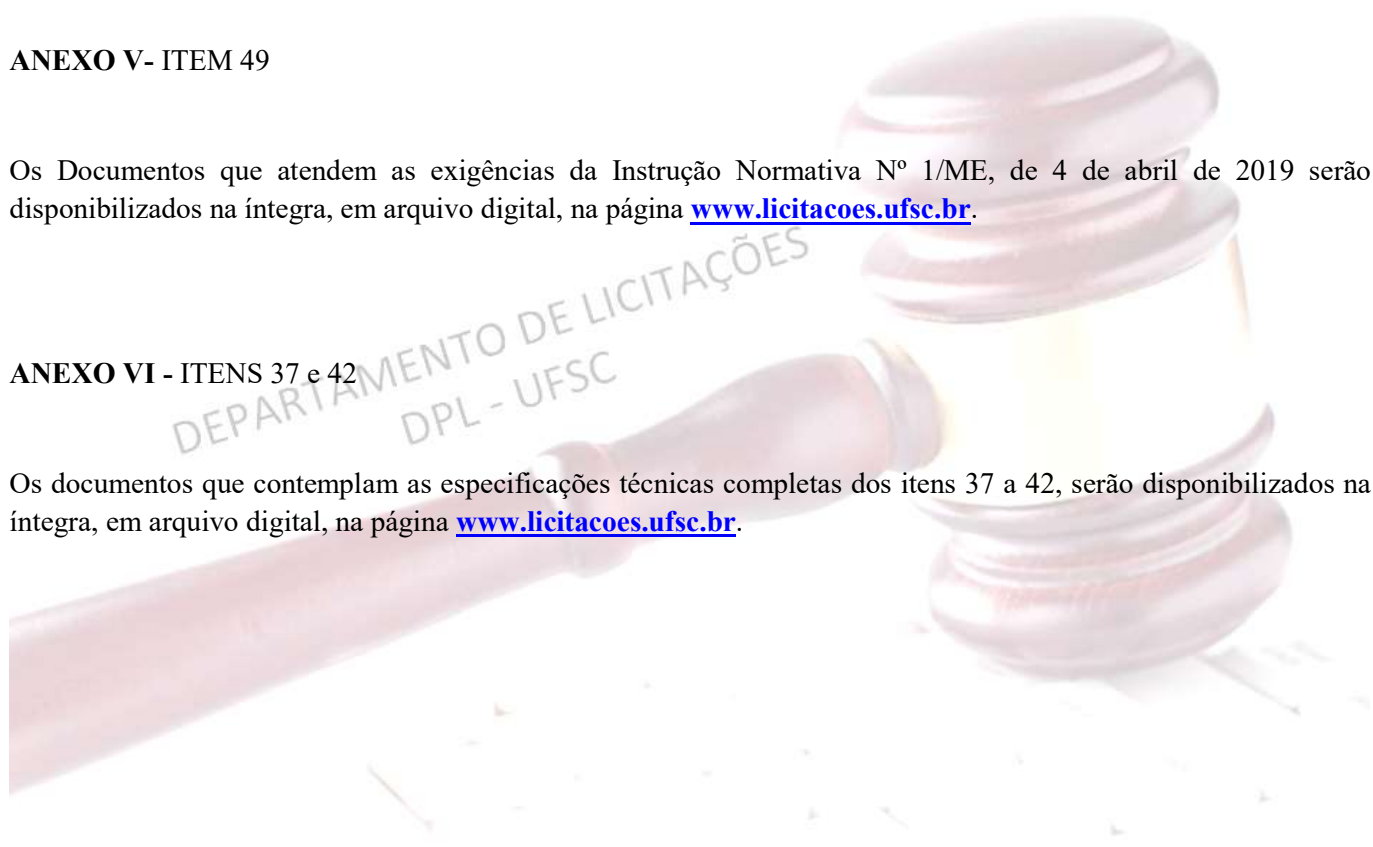 ANEXO V- ITEM 49
Os Documentos que atendem as exigências da Instrução Normativa Nº 1/ME, de 4 de abril de 2019 serão
disponibilizados na íntegra, em arquivo digital, na página www.licitacoes.ufsc.br.
DEPARTAMENTO DE LICITAÇÕES
DPL - UFSC
ANEXO VI - ITENS 37 e 42
Os documentos que contemplam as especificações técnicas completas dos itens 37 a 42, serão disponibilizados na
íntegra, em arquivo digital, na página www.licitacoes.ufsc.br.